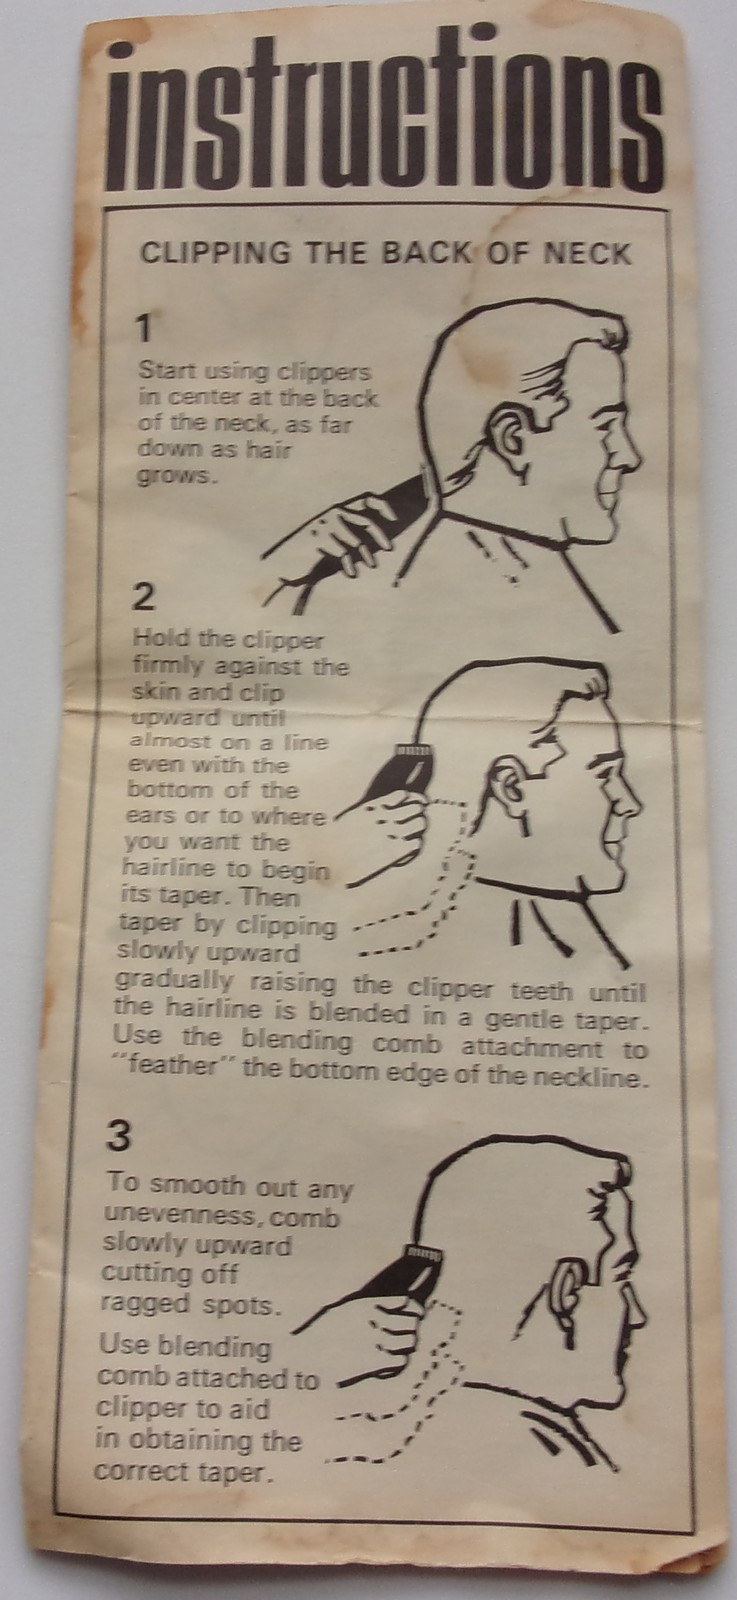 instructions
CLIPPING THE BACK OF NECK
1
Start using clippers
in center at the back
of the neck, as far
down as hair
grows.
2
Hold the clipper
firmly against the
skin and clip
upward until
almost on a line
even with the
bottom of the
ears or to where
you want the
hairline to begin
its taper. Then
taper by clipping
slowly upward
gradually raising the clipper teeth until
the hairline is blended in a gentle taper.
Use the blending comb attachment to
"feather" the bottom edge of the neckline.
3
To smooth out any
unevenness, comb
slowly upward
cutting off
ragged spots.
Use blending
comb attached to
clipper to aid
in obtaining the
correct taper.